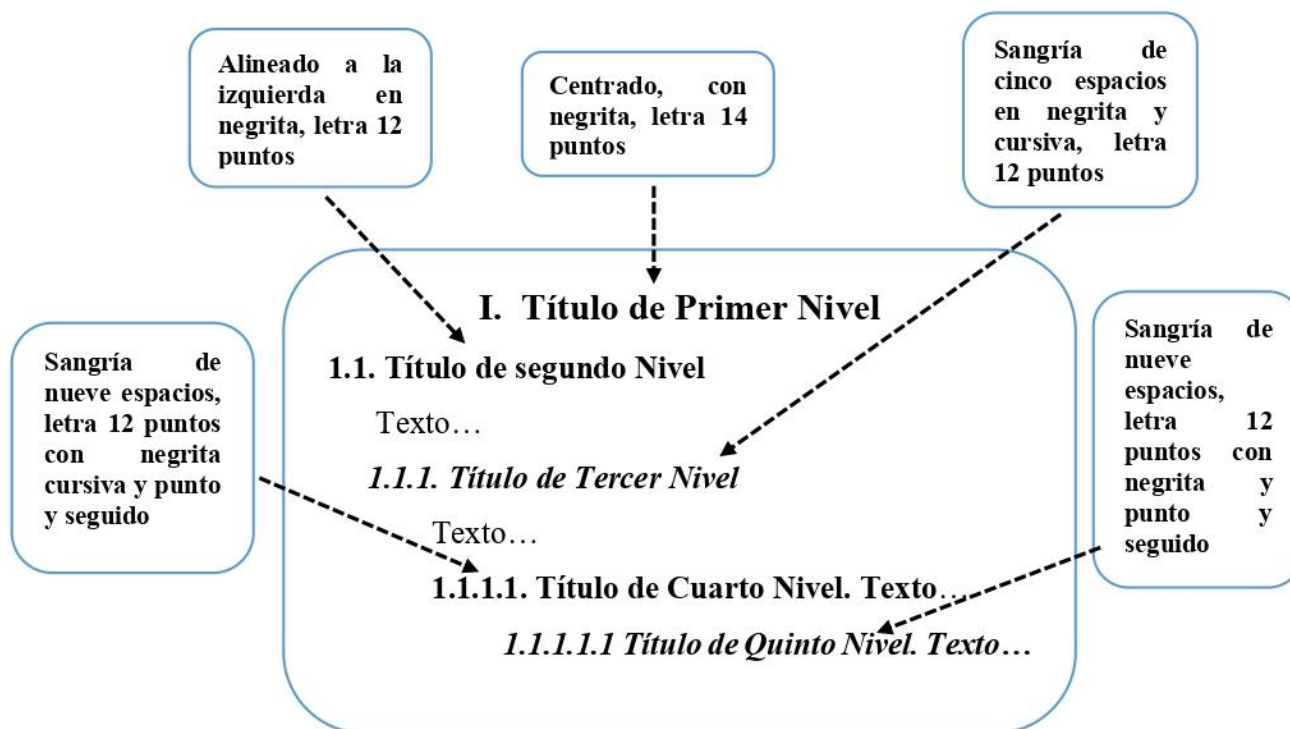 Alineado a la
izquierda en
negrita, letra 12
puntos
Centrado, con
negrita, letra 14
puntos
Sangría de
cinco espacios
en negrita y
cursiva, letra
12 puntos
I. Título de Primer Nivel
1.1. Título de segundo Nivel
Texto…
1.1.1. Título de Tercer Nivel
Texto…
1.1.1.1. Título de Cuarto Nivel. Texto…
1.1.1.1.1 Título de Quinto Nivel. Texto…
Sangría de
nueve espacios,
letra 12 puntos
con negrita
cursiva y punto
y seguido
Sangría de
nueve
espacios,
letra 12
puntos con
negrita y
punto y
seguido